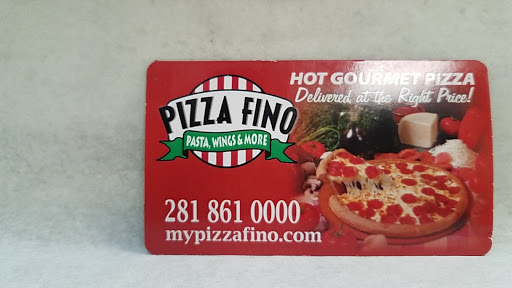 HOT GOURMET PIZZA
Delivered at the Right Price!
PIZZA FINO
PASTA, WINGS & MORE
281 861 0000
mypizzafino.com